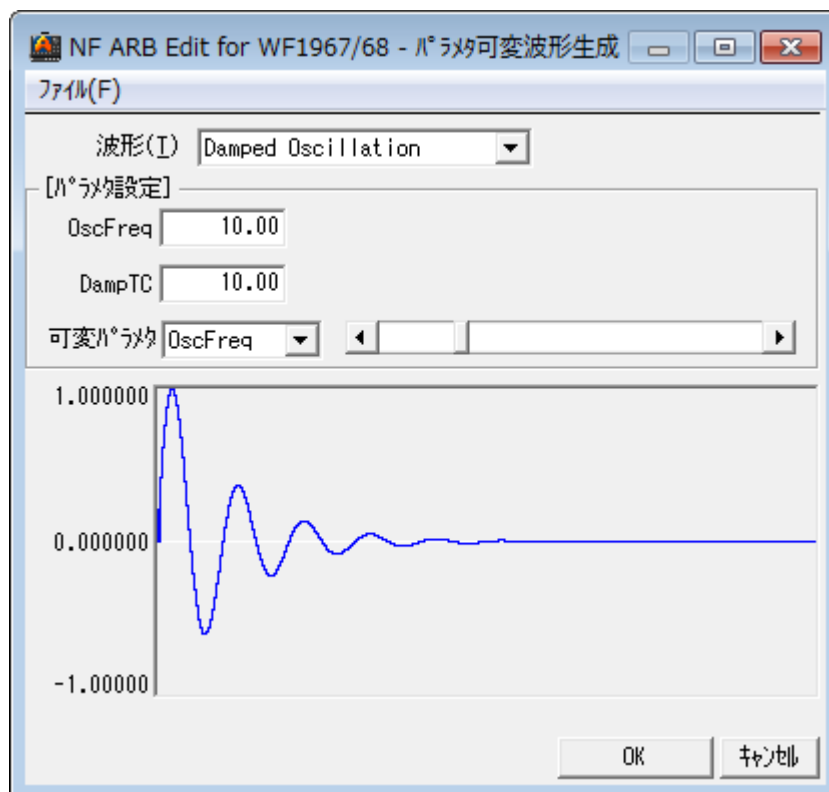 NF ARB Edit for WF1967/68 - ﾊﾟﾗﾒﾀ可変波形生成
ﾌｧｲﾙ(F)
波形(T) Damped Oscillation
[ﾊﾟﾗﾒﾀ設定]
OscFreq 10.00
DampTC 10.00
可変ﾊﾟﾗﾒﾀ OscFreq
1.000000
0.000000
-1.00000
OK ｷｬﾝｾﾙ